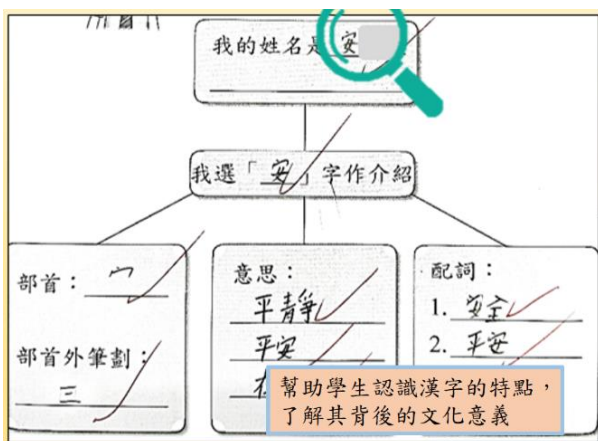 我的姓名是 安
我選「安」字作介紹
部首：宀
部首外筆劃：
三
意思：
平青爭
平安
配詞：
1. 安全
2. 平安
幫助學生認識漢字的特點，
了解其背後的文化意義